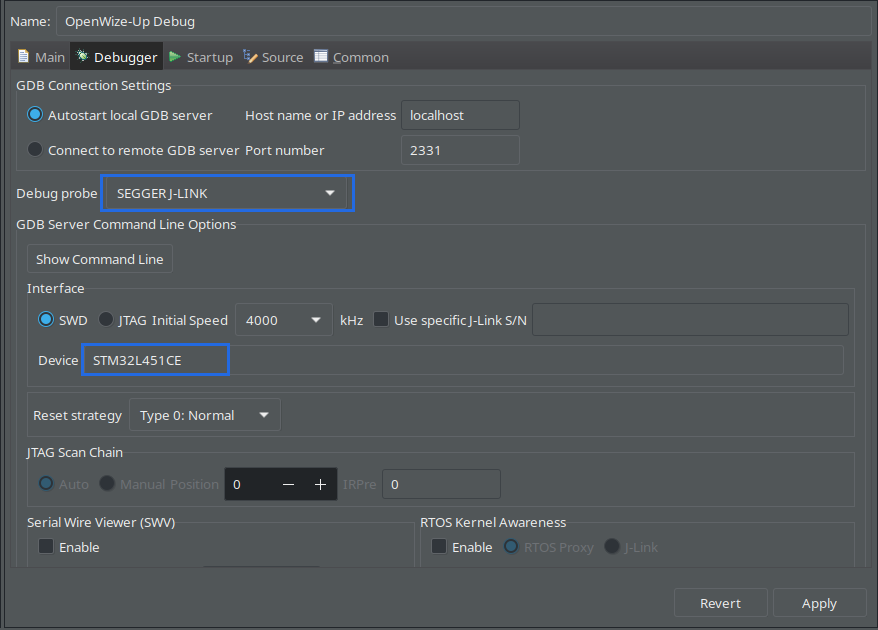 Name: OpenWize-Up Debug
Main Debugger Startup Source Common
GDB Connection Settings
Autostart local GDB server Host name or IP address localhost
Connect to remote GDB server Port number 2331
Debug probe SEGGER J-LINK
GDB Server Command Line Options
Show Command Line
Interface
SWD JTAG Initial Speed 4000 kHz Use specific J-Link S/N
Device STM32L451CE
Reset strategy Type 0: Normal
JTAG Scan Chain
Auto Manual Position 0 — + IRPre 0
Serial Wire Viewer (SWV) RTOS Kernel Awareness
Enable Enable RTOS Proxy J-Link
Revert Apply